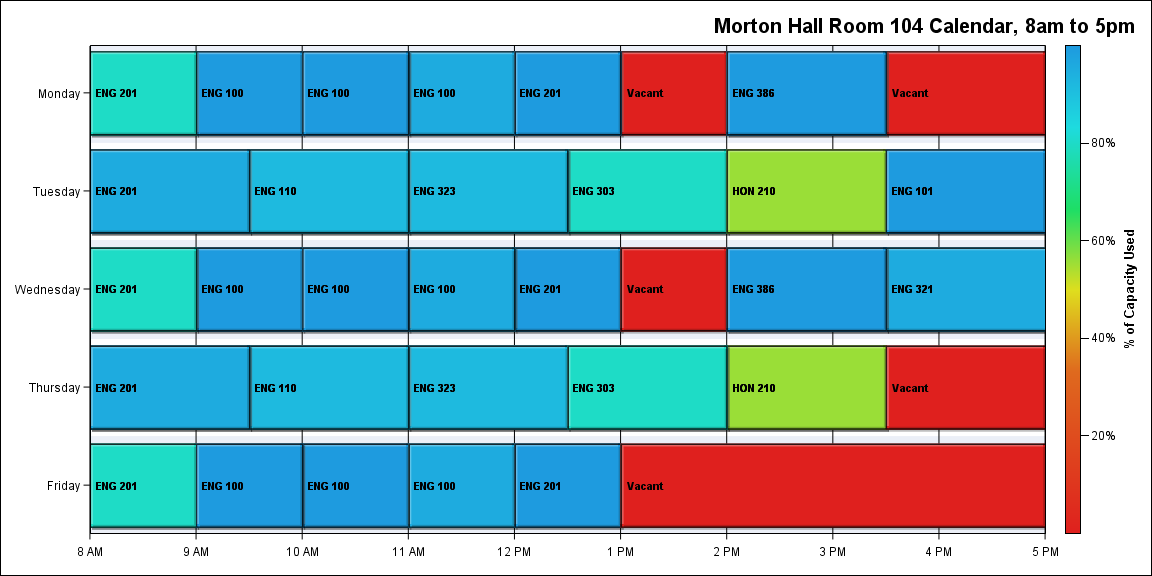 Morton Hall Room 104 Calendar, 8am to 5pm
Monday
ENG 201
ENG 100
ENG 100
ENG 100
ENG 201
Vacant
ENG 386
Vacant
Tuesday
ENG 201
ENG 110
ENG 323
ENG 303
HON 210
ENG 101
Wednesday
ENG 201
ENG 100
ENG 100
ENG 100
ENG 201
Vacant
ENG 386
ENG 321
Thursday
ENG 201
ENG 110
ENG 323
ENG 303
HON 210
Vacant
Friday
ENG 201
ENG 100
ENG 100
ENG 100
ENG 201
Vacant
8 AM
9 AM
10 AM
11 AM
12 PM
1 PM
2 PM
3 PM
4 PM
5 PM
80%
60%
40%
20%
% of Capacity Used